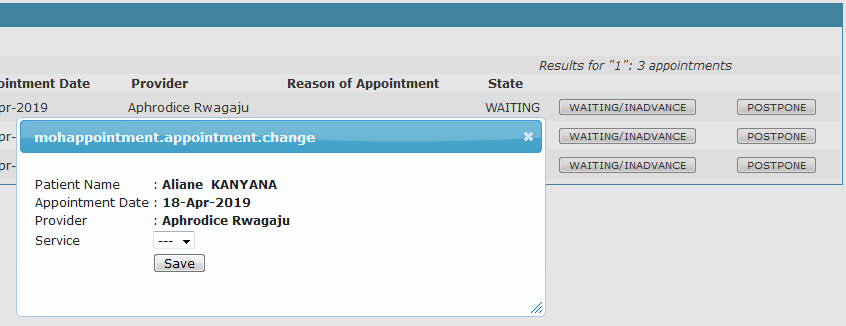 Results for "1": 3 appointments
ointment Date Provider Reason of Appointment State
pr-2019 Aphrodice Rwagaju WAITING WAITING/INADVANCE POSTPONE
pr- WAITING/INADVANCE POSTPONE
pr- WAITING/INADVANCE POSTPONE
mohappointment.appointment.change
Patient Name : Aliane KANYANA
Appointment Date : 18-Apr-2019
Provider : Aphrodice Rwagaju
Service ---
Save